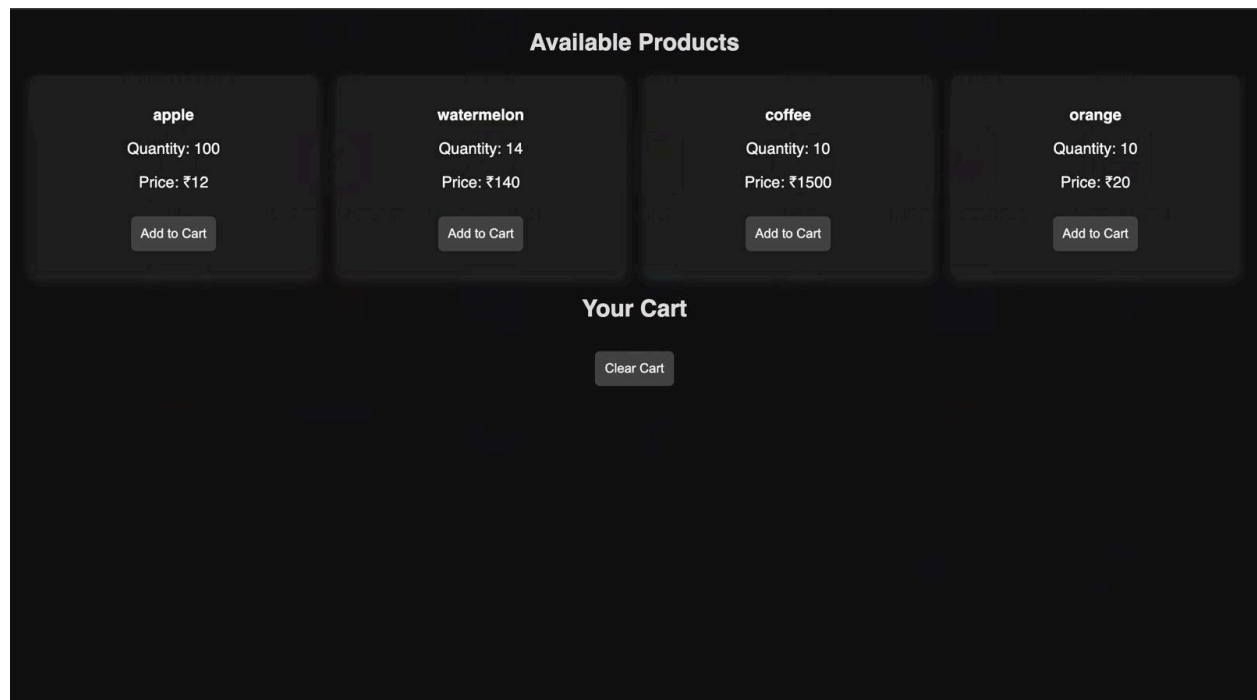 Available Products
apple
Quantity: 100
Price: ₹12
Add to Cart
watermelon
Quantity: 14
Price: ₹140
Add to Cart
coffee
Quantity: 10
Price: ₹1500
Add to Cart
orange
Quantity: 10
Price: ₹20
Add to Cart
Your Cart
Clear Cart